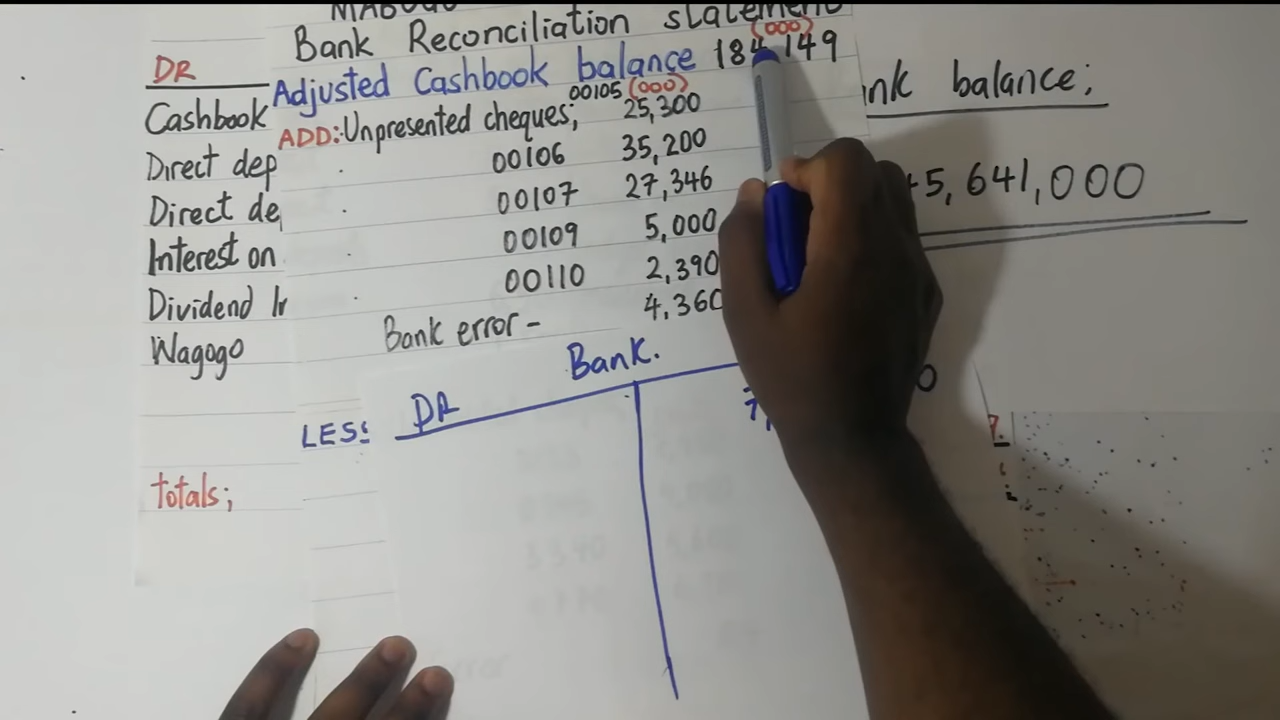 Bank Reconciliation statement
DR
Adjusted Cashbook balance 184,149 (000)
Cashbook
ADD: Unpresented cheques; 00105 25,300 (000)
Direct dep 00106 35,200
Direct de 00107 27,346
Interest on 00109 5,000
Dividend 00110 2,390
Wagogo Bank error - 4,360
Bank.
DR
LESS
totals;
balance;
5,641,000